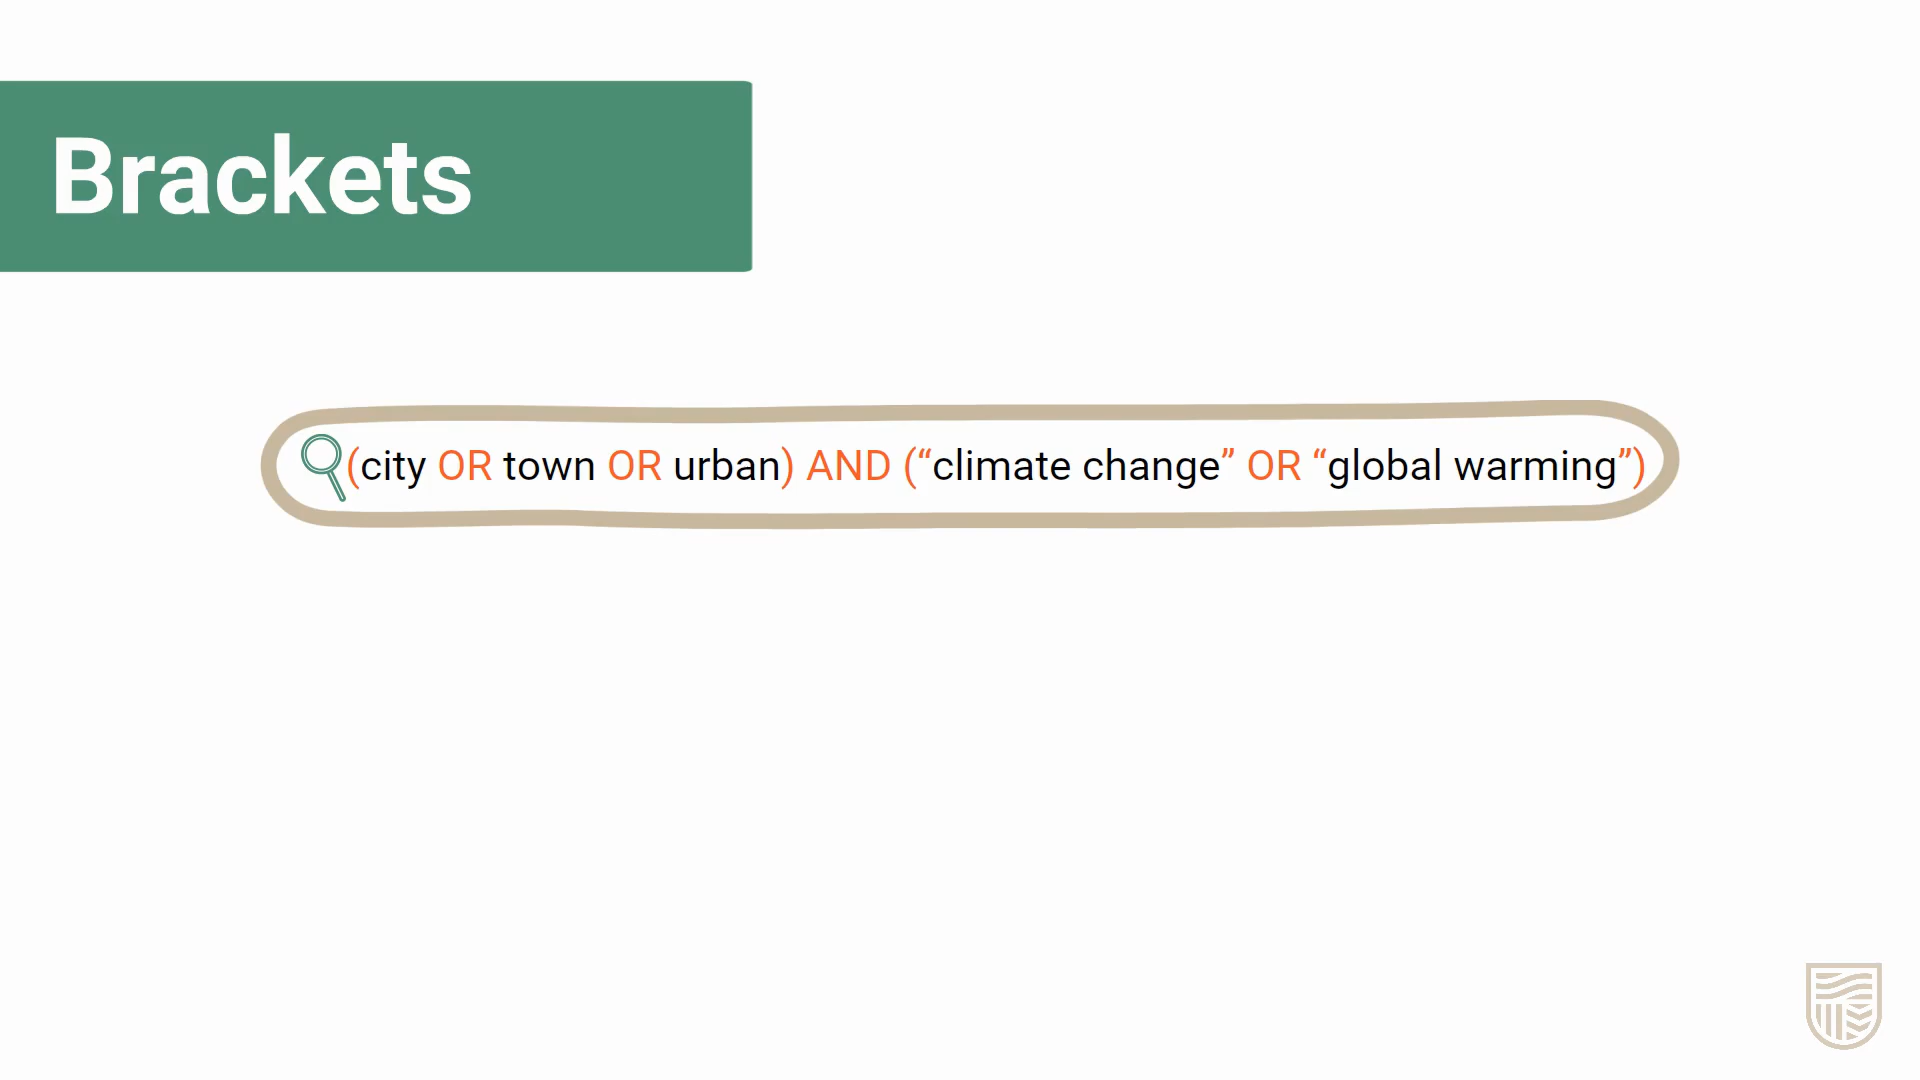 Brackets
(city OR town OR urban) AND (“climate change” OR “global warming”)